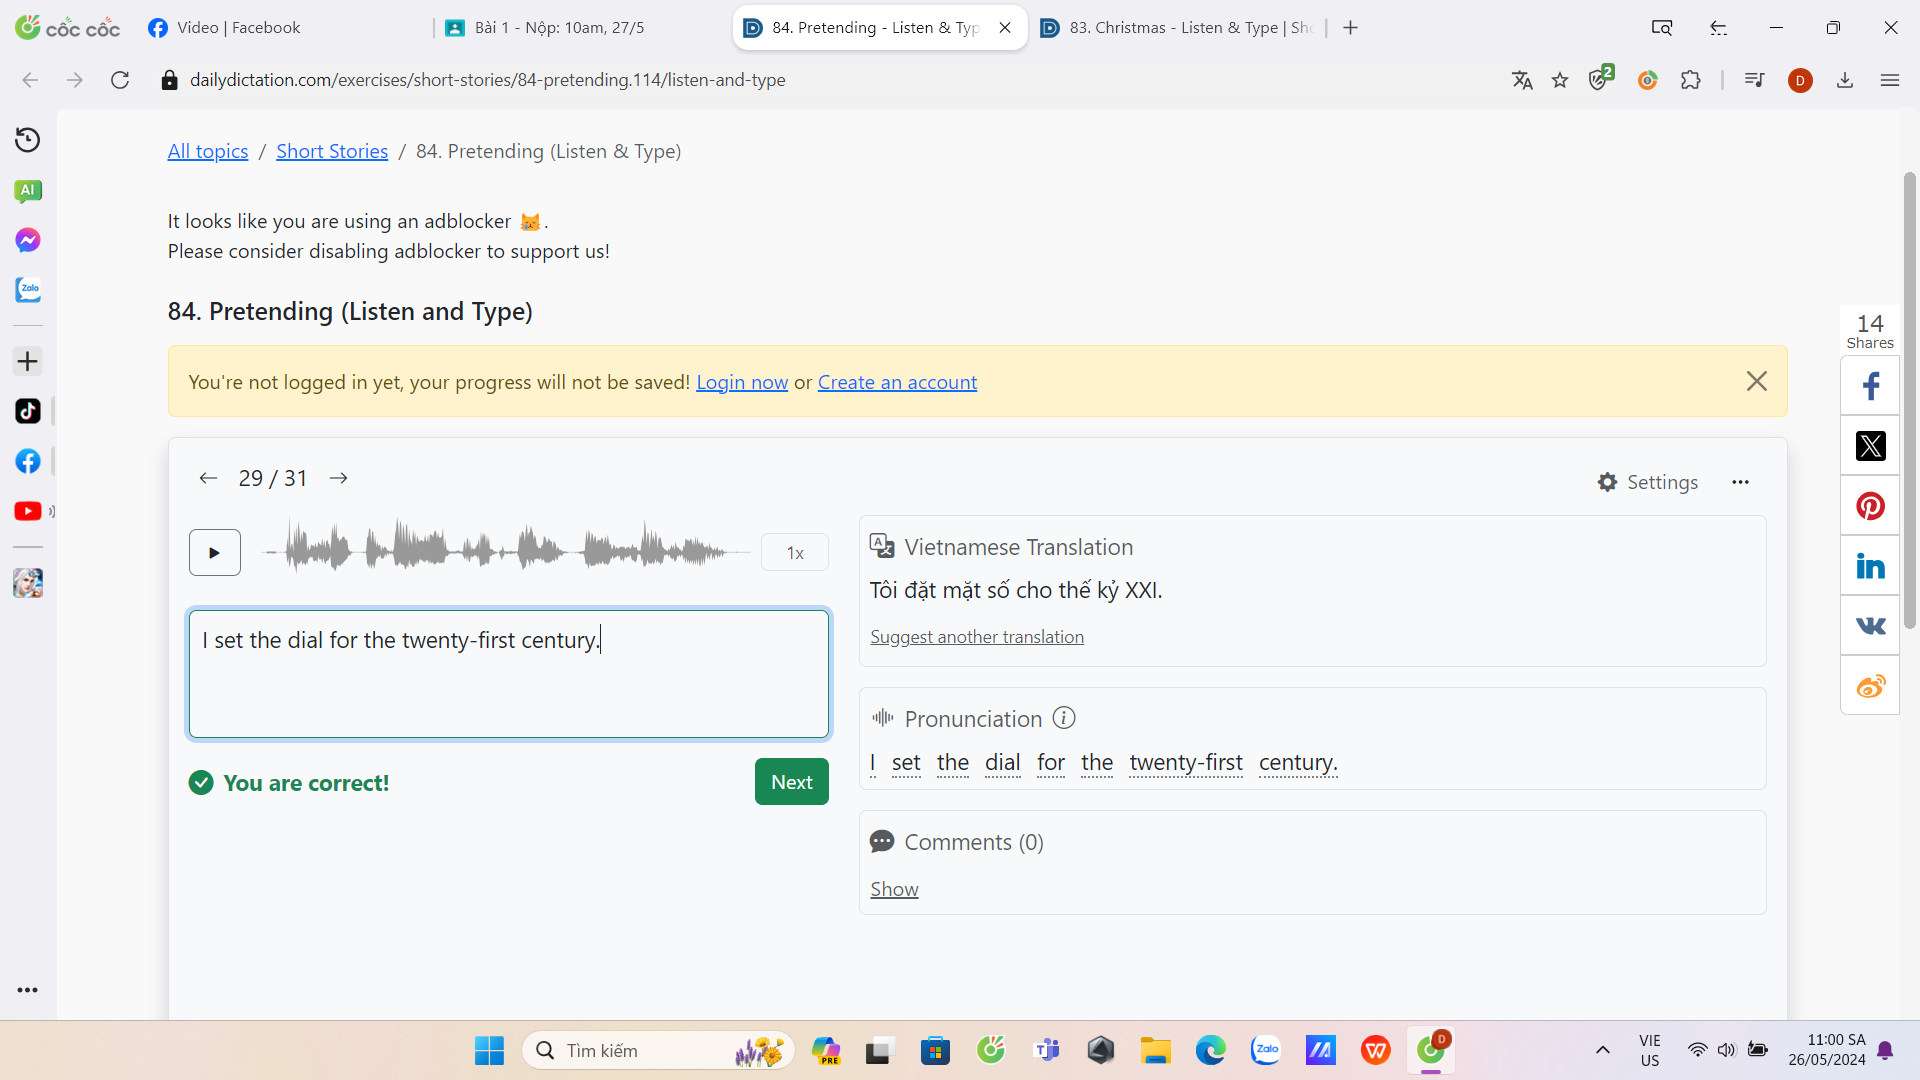 cốc cốc
Video | Facebook
Bài 1 - Nộp: 10am, 27/5
84. Pretending - Listen & Typ
83. Christmas - Listen & Type | Sho
dailydictation.com/exercises/short-stories/84-pretending.114/listen-and-type
2
D
All topics / Short Stories / 84. Pretending (Listen & Type)
AI
It looks like you are using an adblocker 😿.
Please consider disabling adblocker to support us!
Zalo
84. Pretending (Listen and Type)
14
Shares
You're not logged in yet, your progress will not be saved! Login now or Create an account
29 / 31
Settings
1x
Vietnamese Translation
Tôi đặt mặt số cho thế kỷ XXI.
Suggest another translation
I set the dial for the twenty-first century.
Pronunciation
I set the dial for the twenty-first century.
You are correct!
Next
Comments (0)
Show
Tìm kiếm
PRE
Zalo
D
VIE
US
11:00 SA
26/05/2024